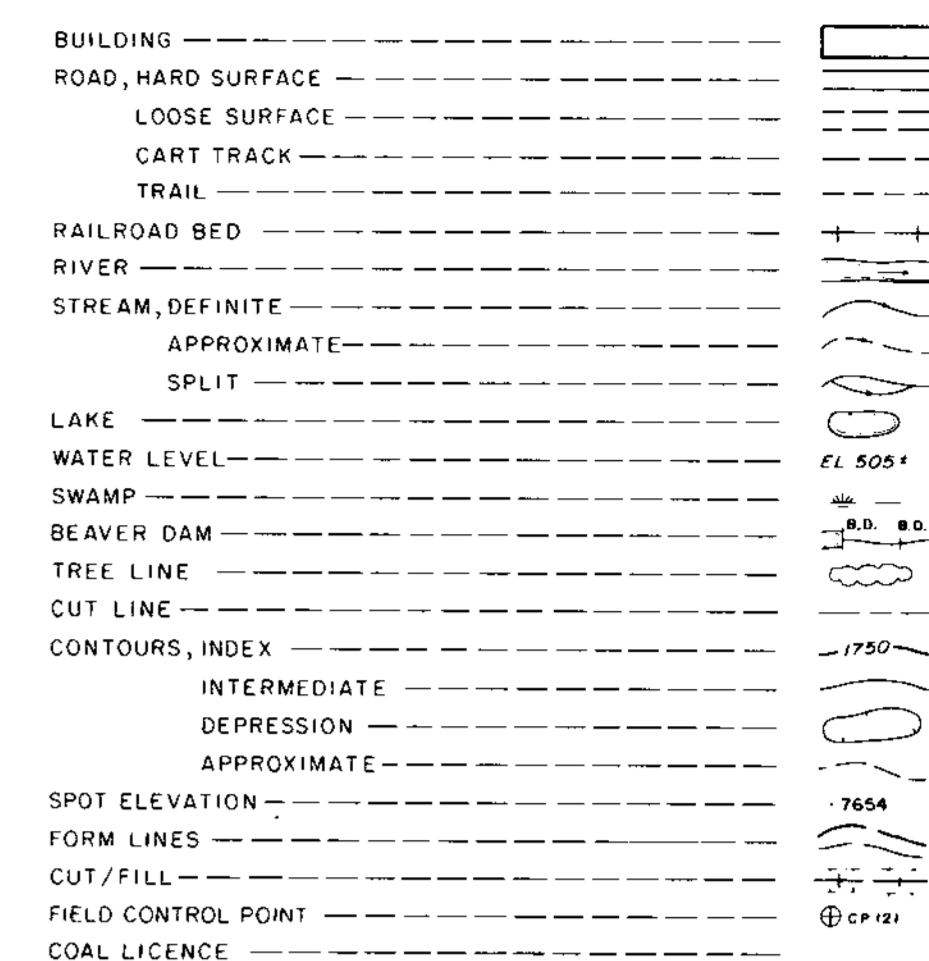 BUILDING
ROAD, HARD SURFACE
LOOSE SURFACE
CART TRACK
TRAIL
RAILROAD BED
RIVER
STREAM, DEFINITE
APPROXIMATE
SPLIT
LAKE
WATER LEVEL EL 505±
SWAMP
BEAVER DAM B.D. B.D.
TREE LINE
CUT LINE
CONTOURS, INDEX 1750
INTERMEDIATE
DEPRESSION
APPROXIMATE
SPOT ELEVATION · 7654
FORM LINES
CUT/FILL
FIELD CONTROL POINT CP 121
COAL LICENCE